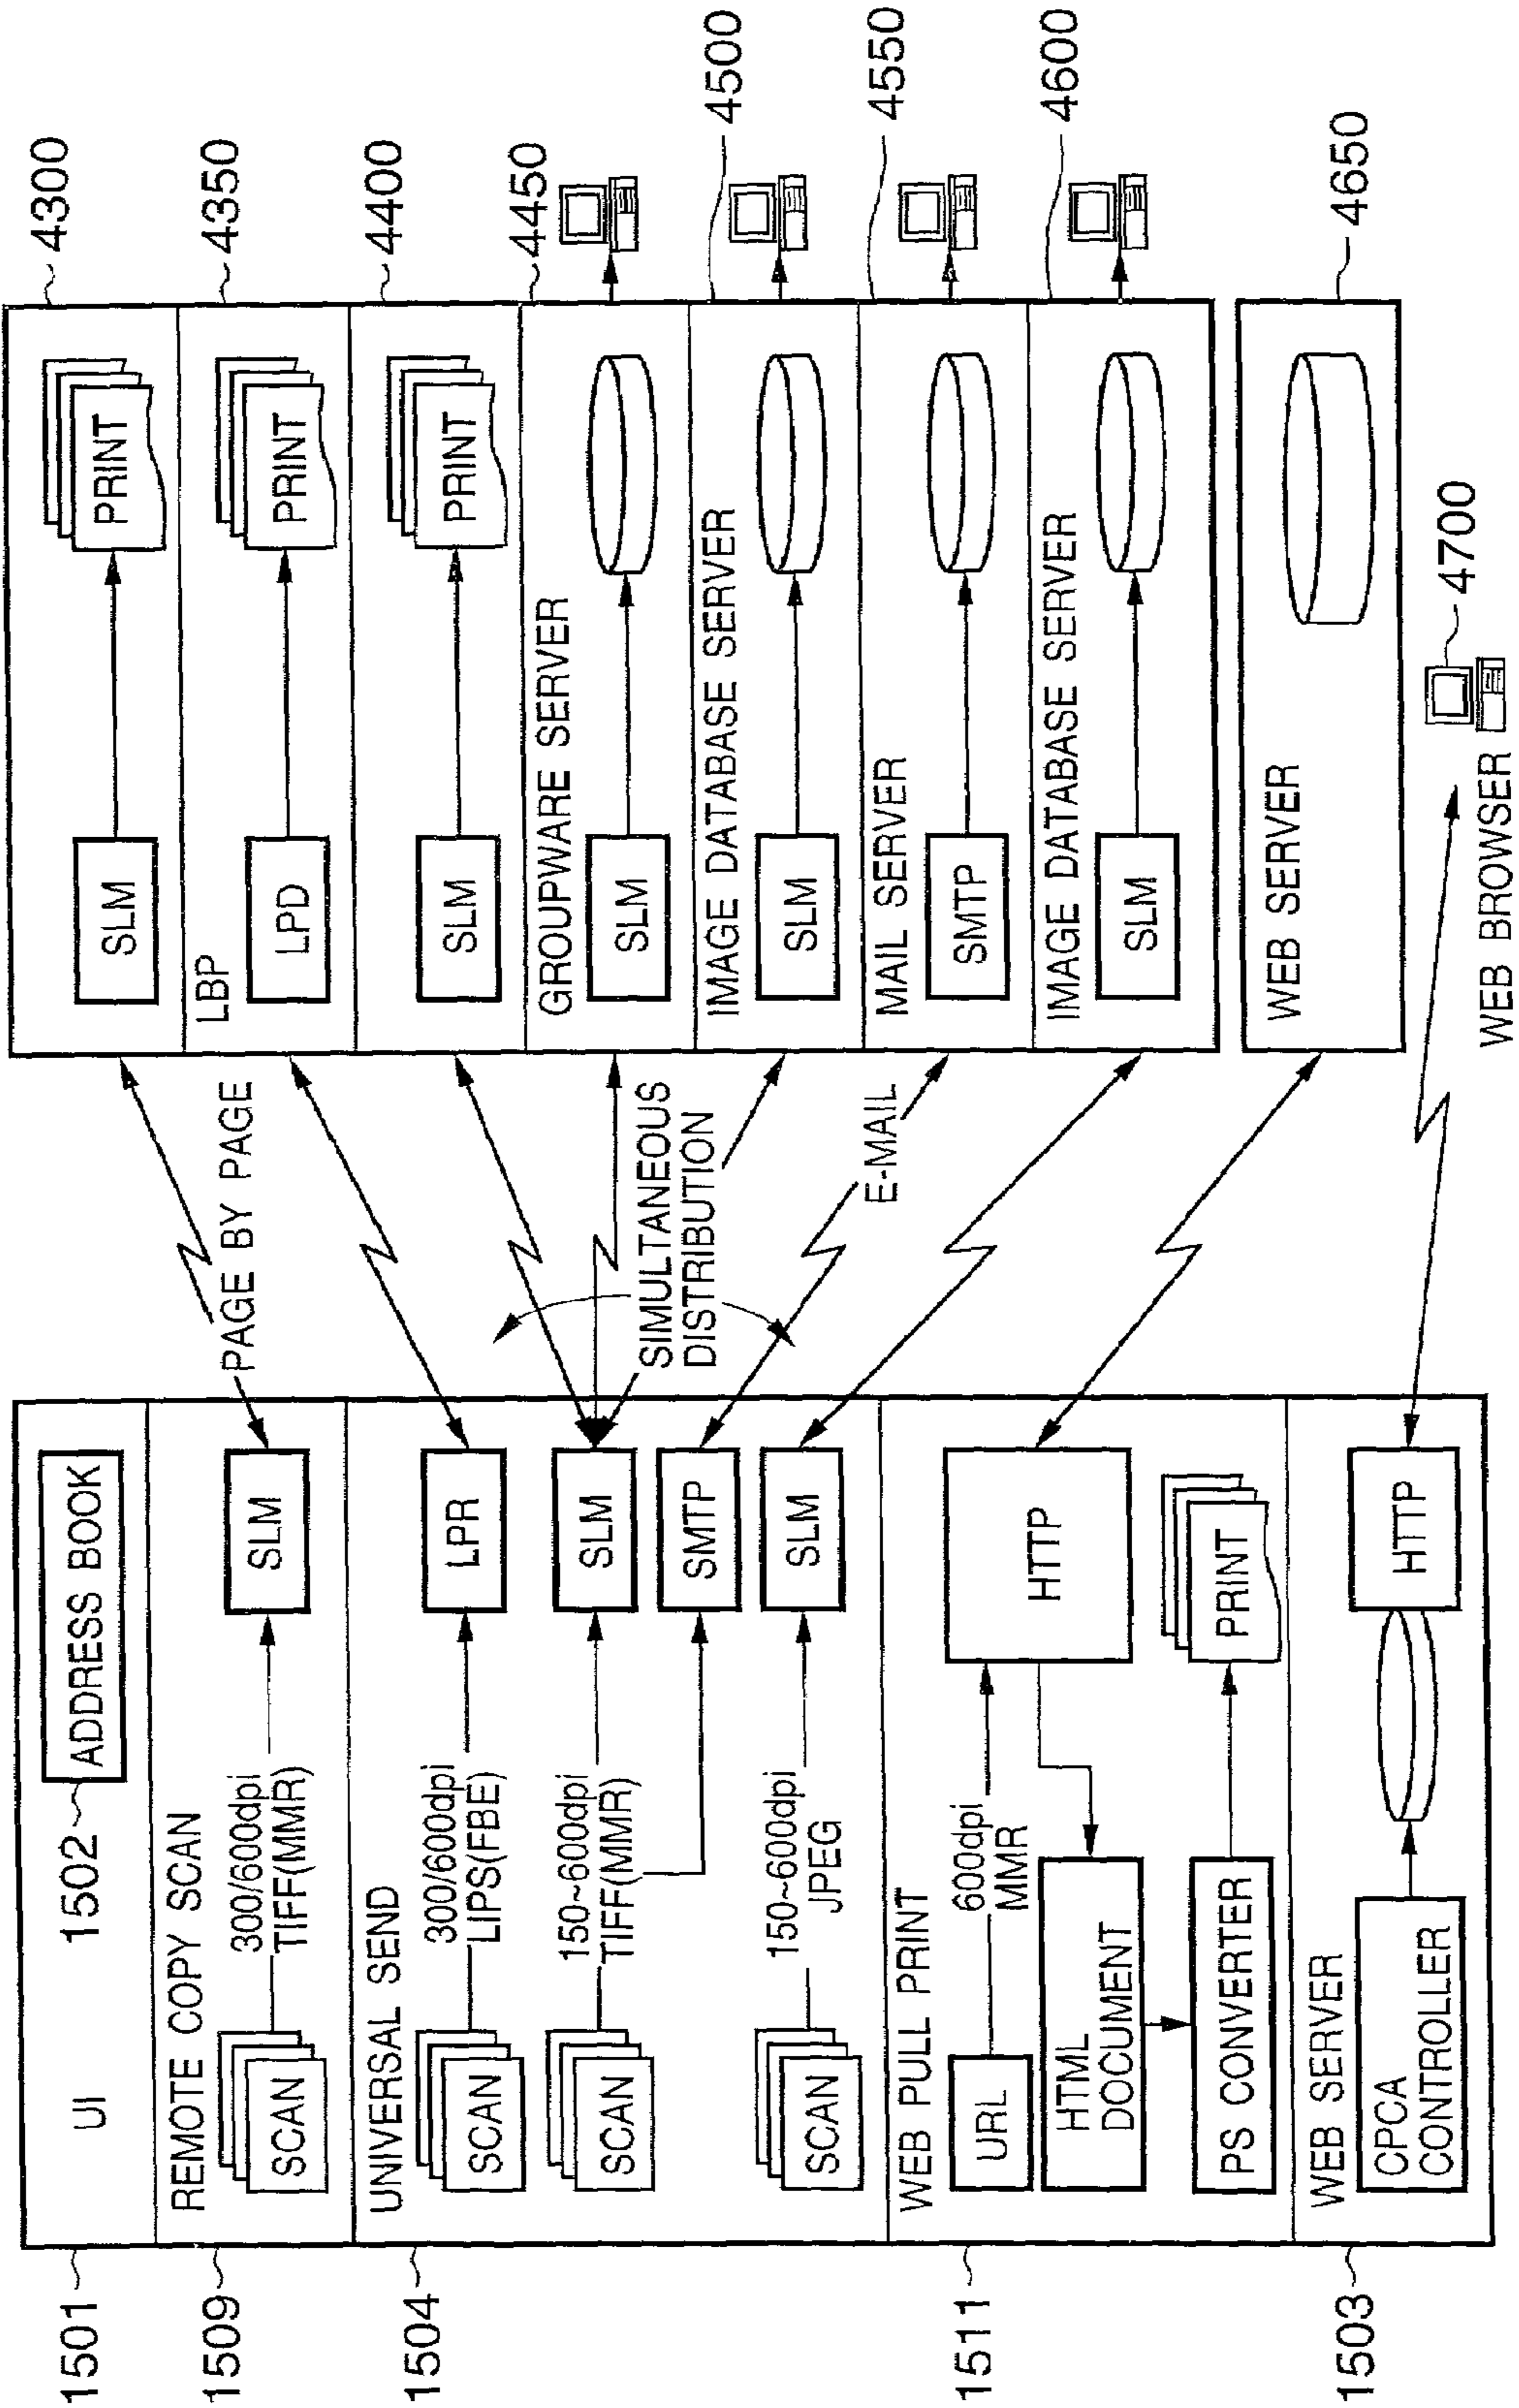 1501
UI
1502
ADDRESS BOOK
1509
REMOTE COPY SCAN
SCAN
300/600dpi
TIFF(MMR)
SLM
PAGE BY PAGE
1504
UNIVERSAL SEND
SCAN
300/600dpi
LIPS(FBE)
LPR
SCAN
150~600dpi
TIFF(MMR)
SLM
SMTP
SCAN
150~600dpi
JPEG
SLM
SIMULTANEOUS
DISTRIBUTION
E-MAIL
1511
WEB PULL PRINT
URL
600dpi
MMR
HTTP
HTML
DOCUMENT
PS CONVERTER
PRINT
1503
WEB SERVER
CPCA
CONTROLLER
HTTP
SLM
PRINT
4300
LBP
LPD
PRINT
4350
SLM
PRINT
4400
GROUPWARE SERVER
SLM
4450
IMAGE DATABASE SERVER
SLM
4500
MAIL SERVER
SMTP
4550
IMAGE DATABASE SERVER
SLM
4600
WEB SERVER
4650
WEB BROWSER
4700